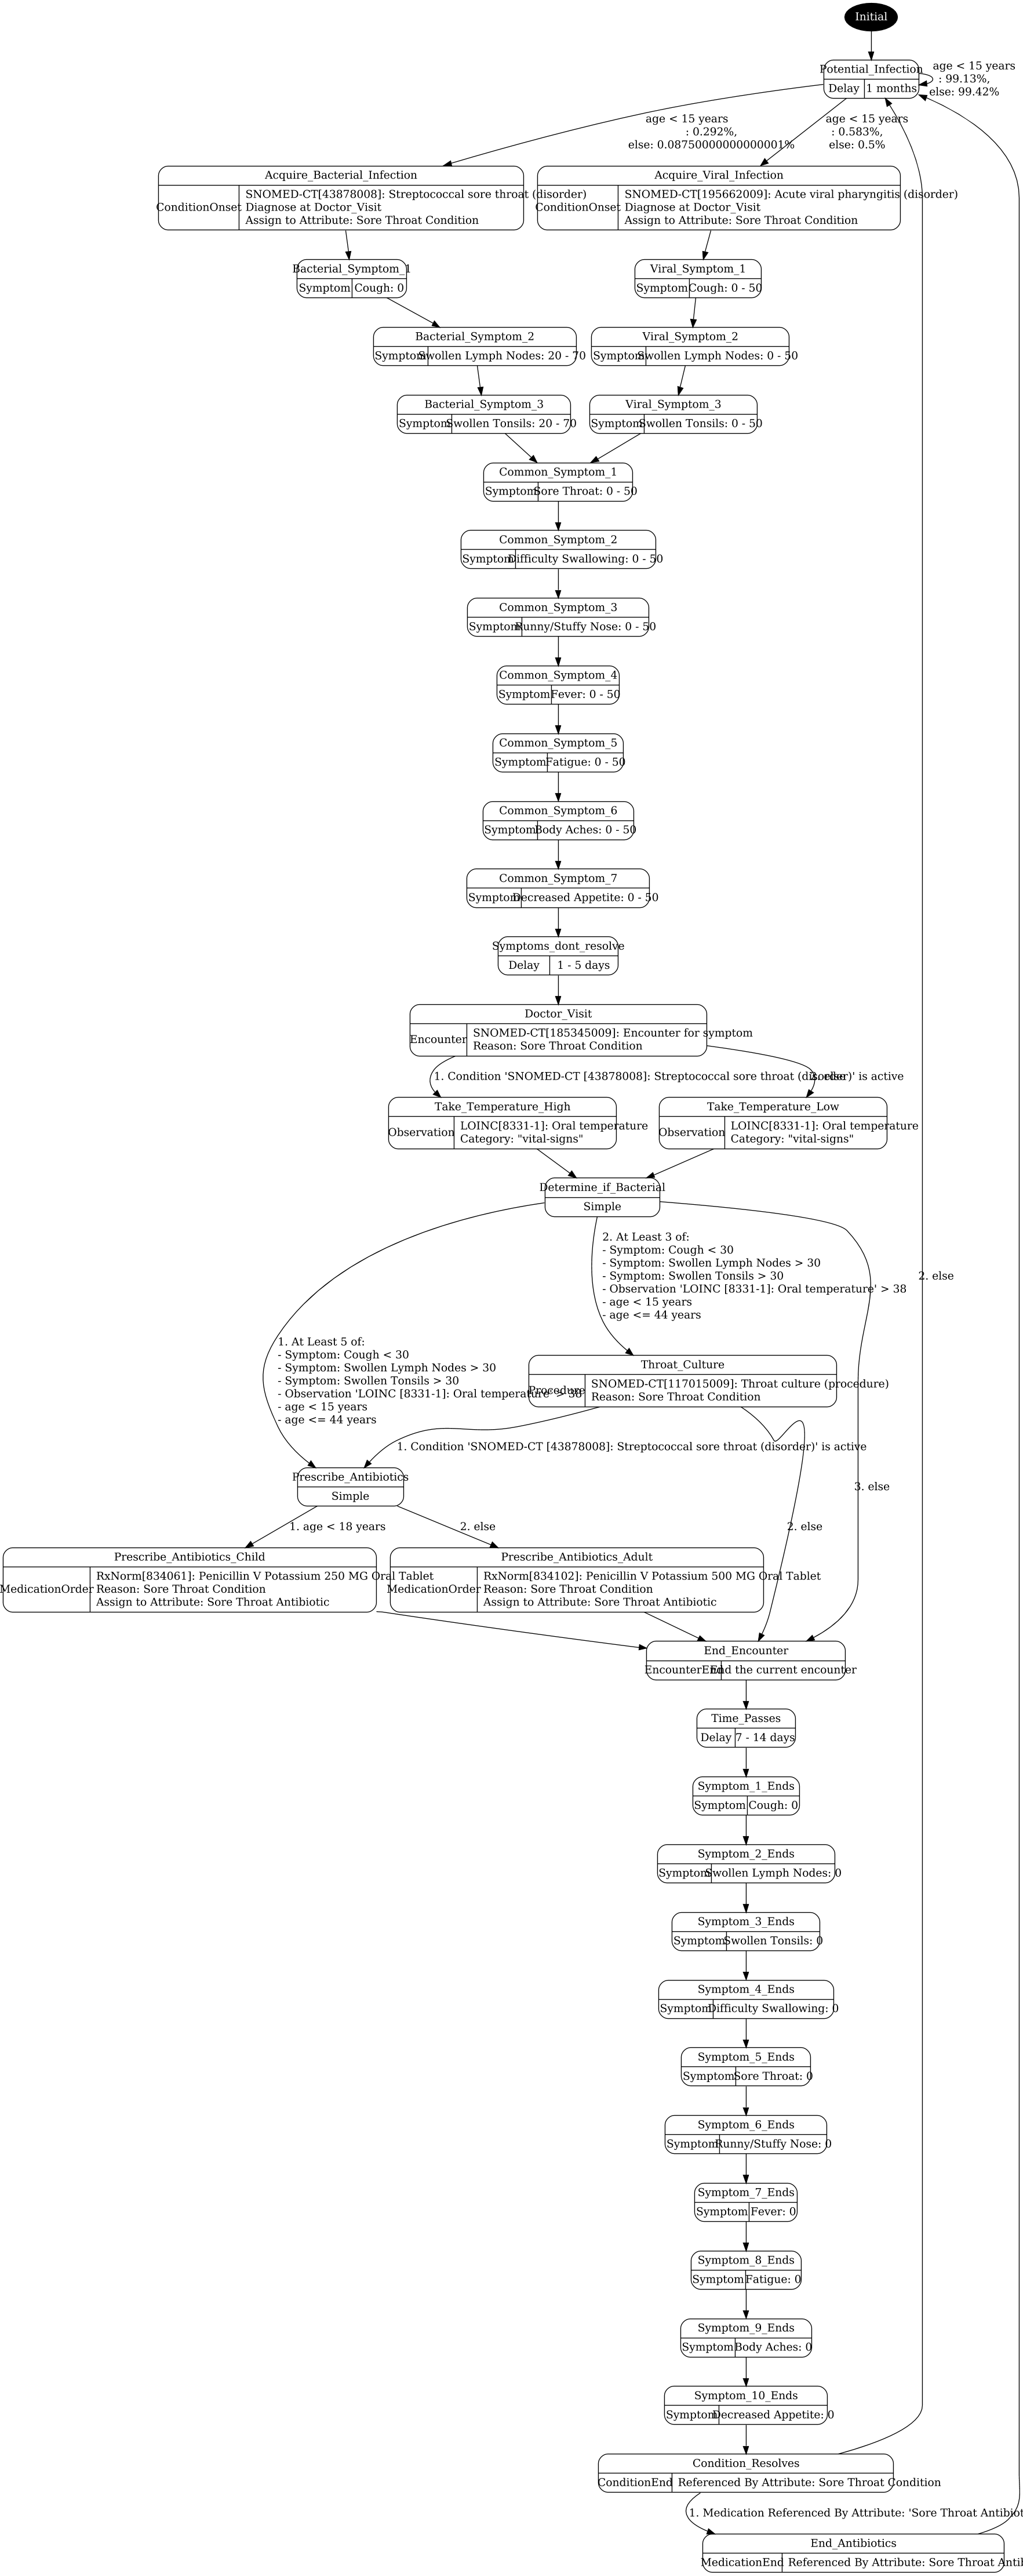 Initial
Potential_Infection
Delay 1 months
age < 15 years
: 99.13%,
else: 99.42%
age < 15 years
: 0.292%,
else: 0.08750000000000001%
age < 15 years
: 0.583%,
else: 0.5%
Acquire_Bacterial_Infection
ConditionOnset
SNOMED-CT[43878008]: Streptococcal sore throat (disorder)
Diagnose at Doctor_Visit
Assign to Attribute: Sore Throat Condition
Acquire_Viral_Infection
ConditionOnset
SNOMED-CT[195662009]: Acute viral pharyngitis (disorder)
Diagnose at Doctor_Visit
Assign to Attribute: Sore Throat Condition
Bacterial_Symptom_1
Symptom Cough: 0
Viral_Symptom_1
Symptom Cough: 0 - 50
Bacterial_Symptom_2
Symptom Swollen Lymph Nodes: 20 - 70
Viral_Symptom_2
Symptom Swollen Lymph Nodes: 0 - 50
Bacterial_Symptom_3
Symptom Swollen Tonsils: 20 - 70
Viral_Symptom_3
Symptom Swollen Tonsils: 0 - 50
Common_Symptom_1
Symptom Sore Throat: 0 - 50
Common_Symptom_2
Symptom Difficulty Swallowing: 0 - 50
Common_Symptom_3
Symptom Runny/Stuffy Nose: 0 - 50
Common_Symptom_4
Symptom Fever: 0 - 50
Common_Symptom_5
Symptom Fatigue: 0 - 50
Common_Symptom_6
Symptom Body Aches: 0 - 50
Common_Symptom_7
Symptom Decreased Appetite: 0 - 50
Symptoms_dont_resolve
Delay 1 - 5 days
Doctor_Visit
Encounter
SNOMED-CT[185345009]: Encounter for symptom
Reason: Sore Throat Condition
1. Condition 'SNOMED-CT [43878008]: Streptococcal sore throat (disorder)' is active
2. else
Take_Temperature_High
Observation
LOINC[8331-1]: Oral temperature
Category: "vital-signs"
Take_Temperature_Low
Observation
LOINC[8331-1]: Oral temperature
Category: "vital-signs"
Determine_if_Bacterial
Simple
2. At Least 3 of:
- Symptom: Cough < 30
- Symptom: Swollen Lymph Nodes > 30
- Symptom: Swollen Tonsils > 30
- Observation 'LOINC [8331-1]: Oral temperature' > 38
- age < 15 years
- age <= 44 years
2. else
1. At Least 5 of:
- Symptom: Cough < 30
- Symptom: Swollen Lymph Nodes > 30
- Symptom: Swollen Tonsils > 30
- Observation 'LOINC [8331-1]: Oral temperature' > 38
- age < 15 years
- age <= 44 years
Throat_Culture
Procedure
SNOMED-CT[117015009]: Throat culture (procedure)
Reason: Sore Throat Condition
1. Condition 'SNOMED-CT [43878008]: Streptococcal sore throat (disorder)' is active
Prescribe_Antibiotics
Simple
3. else
1. age < 18 years
2. else
2. else
Prescribe_Antibiotics_Child
MedicationOrder
RxNorm[834061]: Penicillin V Potassium 250 MG Oral Tablet
Reason: Sore Throat Condition
Assign to Attribute: Sore Throat Antibiotic
Prescribe_Antibiotics_Adult
MedicationOrder
RxNorm[834102]: Penicillin V Potassium 500 MG Oral Tablet
Reason: Sore Throat Condition
Assign to Attribute: Sore Throat Antibiotic
End_Encounter
EncounterEnd End the current encounter
Time_Passes
Delay 7 - 14 days
Symptom_1_Ends
Symptom Cough: 0
Symptom_2_Ends
Symptom Swollen Lymph Nodes: 0
Symptom_3_Ends
Symptom Swollen Tonsils: 0
Symptom_4_Ends
Symptom Difficulty Swallowing: 0
Symptom_5_Ends
Symptom Sore Throat: 0
Symptom_6_Ends
Symptom Runny/Stuffy Nose: 0
Symptom_7_Ends
Symptom Fever: 0
Symptom_8_Ends
Symptom Fatigue: 0
Symptom_9_Ends
Symptom Body Aches: 0
Symptom_10_Ends
Symptom Decreased Appetite: 0
Condition_Resolves
ConditionEnd Referenced By Attribute: Sore Throat Condition
1. Medication Referenced By Attribute: 'Sore Throat
End_Antibiotics
MedicationEnd Referenced By Attribute: Sore Throat